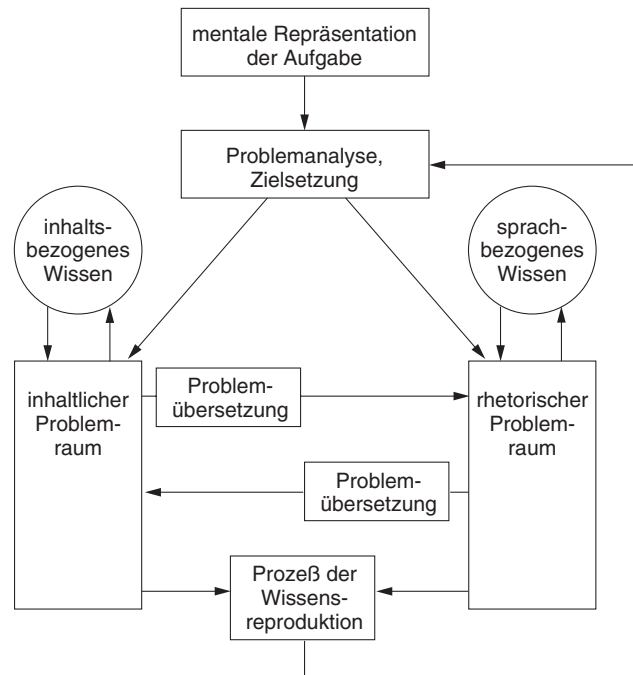 mentale Repräsentation
der Aufgabe
Problemanalyse,
Zielsetzung
inhalts-
bezogenes
Wissen
sprach-
bezogenes
Wissen
inhaltlicher
Problem-
raum
Problem-
übersetzung
rhetorischer
Problem-
raum
Problem-
übersetzung
Prozeß der
Wissens-
reproduktion